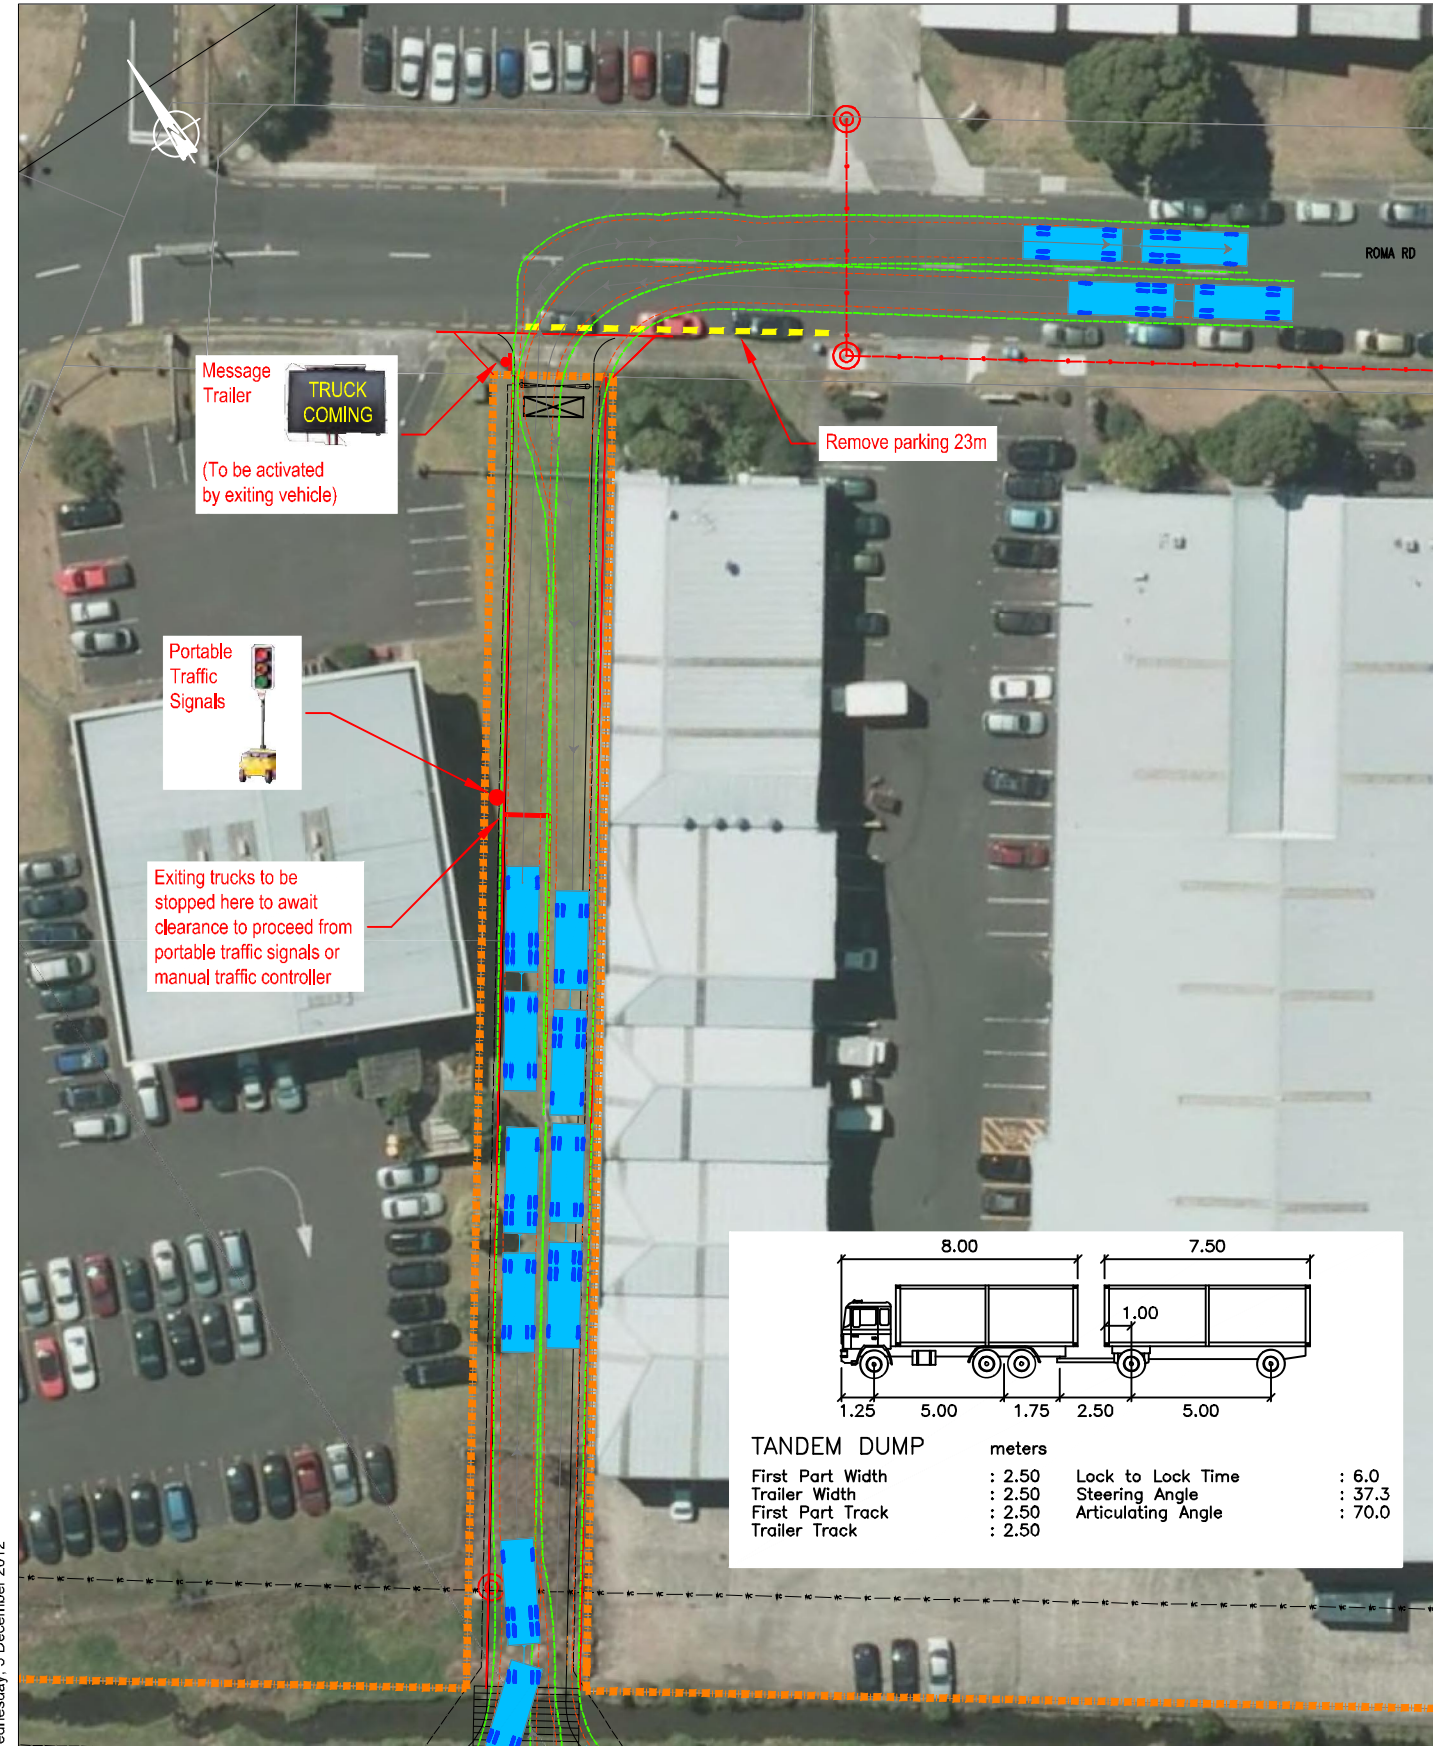 ROMA RD
Message
Trailer
TRUCK
COMING
(To be activated
by exiting vehicle)
Remove parking 23m
Portable
Traffic
Signals
Exiting trucks to be
stopped here to await
clearance to proceed from
portable traffic signals or
manual traffic controller
8.00 7.50
1.00
1.25 5.00 1.75 2.50 5.00
TANDEM DUMP meters
First Part Width : 2.50 Lock to Lock Time : 6.0
Trailer Width : 2.50 Steering Angle : 37.3
First Part Track : 2.50 Articulating Angle : 70.0
Trailer Track : 2.50
5 December 2012